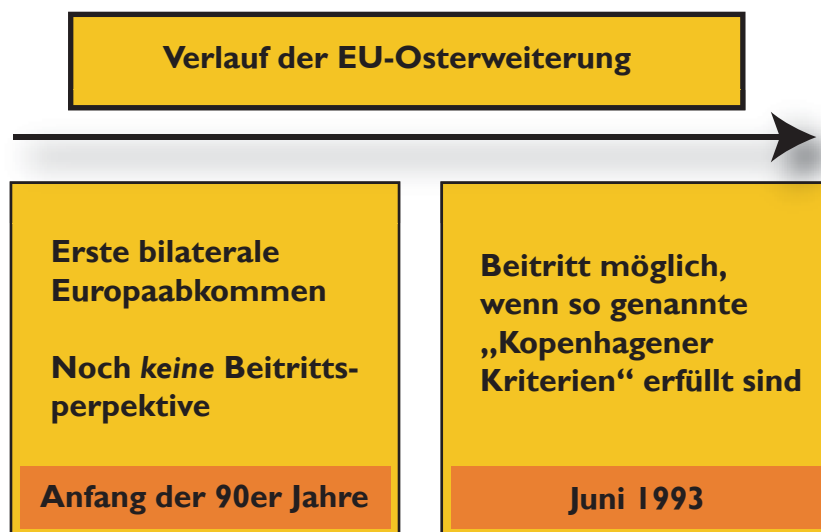 Verlauf der EU-Osterweiterung
Erste bilaterale
Europaabkommen
Noch keine Beitritts-
perpektive
Anfang der 90er Jahre
Beitritt möglich,
wenn so genannte
„Kopenhagener
Kriterien“ erfüllt sind
Juni 1993